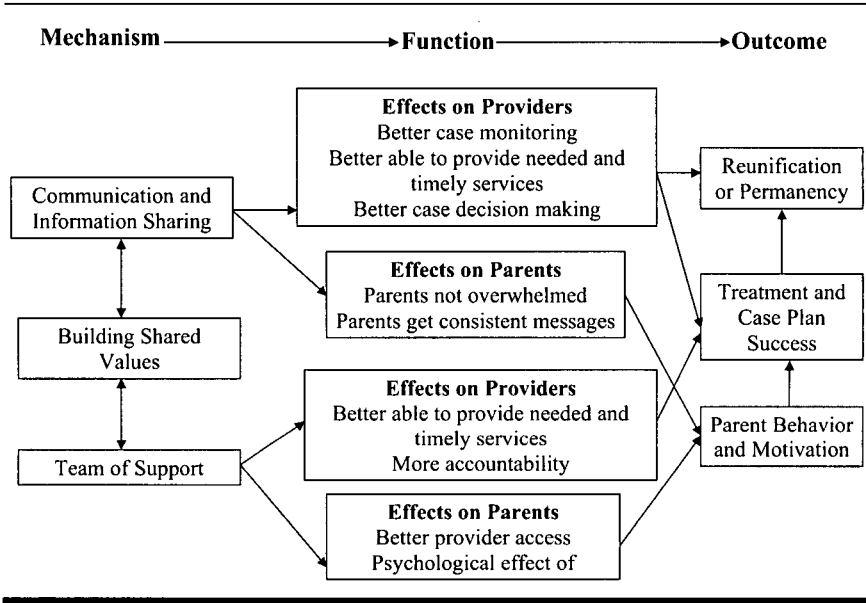 Mechanism Function Outcome
Effects on Providers
Better case monitoring
Better able to provide needed and
timely services
Better case decision making
Reunification
or Permanency
Communication and
Information Sharing
Effects on Parents
Parents not overwhelmed
Parents get consistent messages
Treatment and
Case Plan
Success
Building Shared
Values
Effects on Providers
Better able to provide needed and
timely services
More accountability
Parent Behavior
and Motivation
Team of Support
Effects on Parents
Better provider access
Psychological effect of